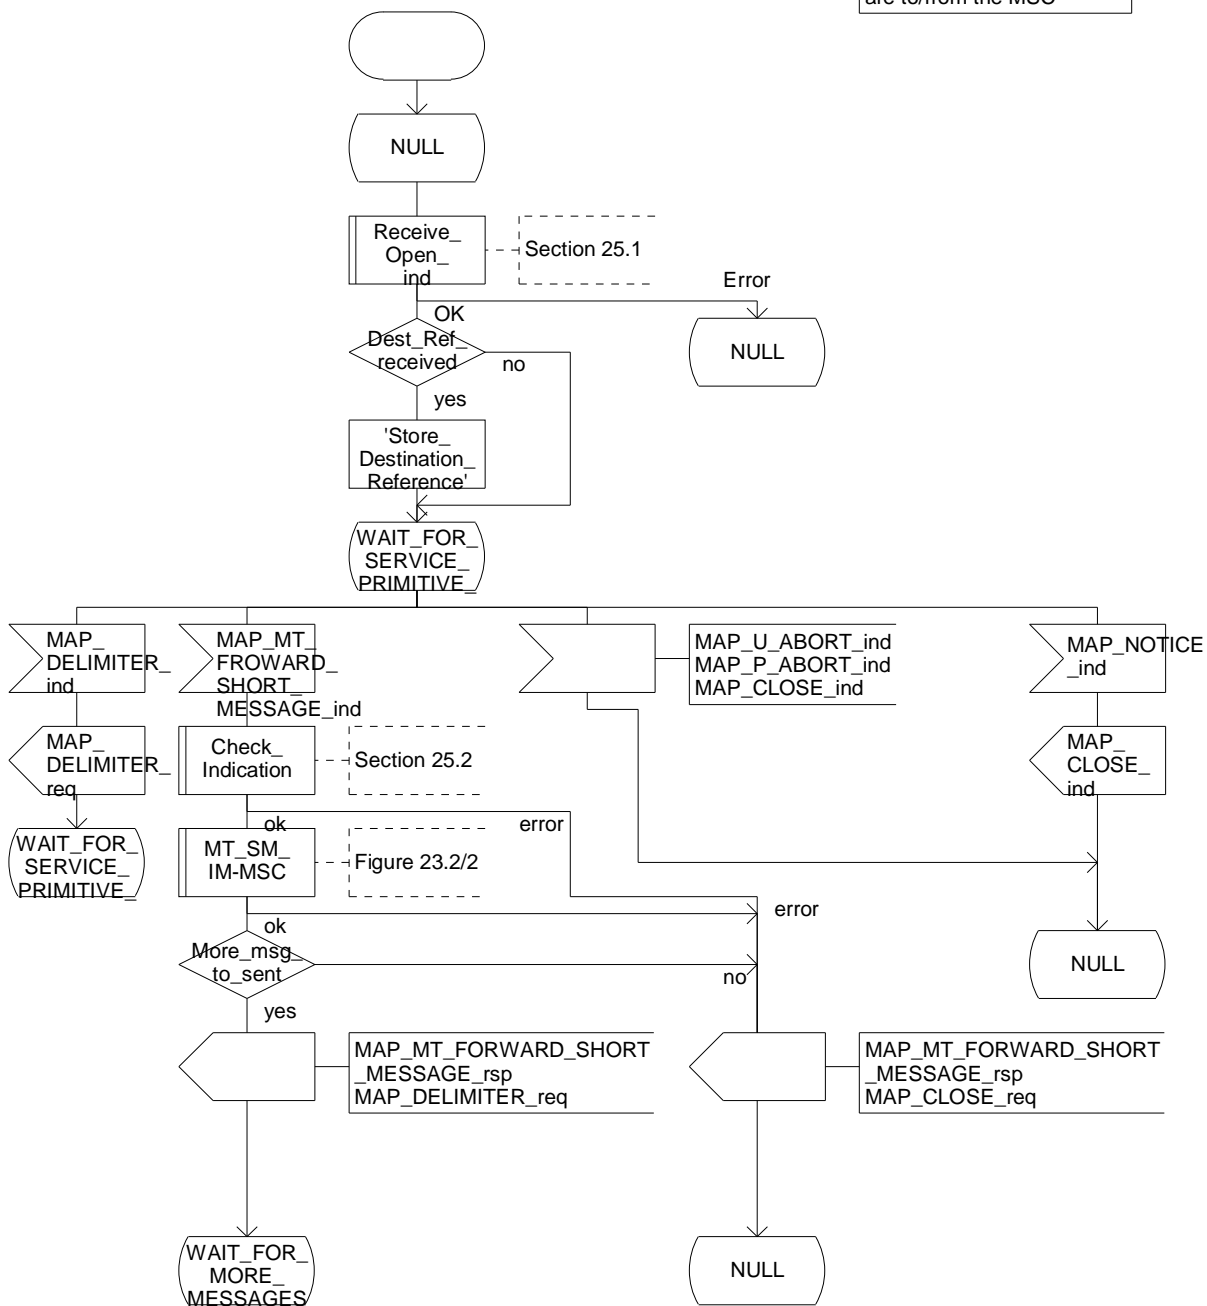 are to/from the MSC
NULL
Receive_
Open_
ind
Section 25.1
Error
OK
Dest_Ref_
received
no
NULL
yes
'Store_
Destination_
Reference'
WAIT_FOR_
SERVICE_
PRIMITIVE_
MAP_
DELIMITER_
ind
MAP_MT_
FROWARD_
SHORT_
MESSAGE_ind
MAP_U_ABORT_ind
MAP_P_ABORT_ind
MAP_CLOSE_ind
MAP_NOTICE
_ind
MAP_
DELIMITER_
req
Check_
Indication
Section 25.2
MAP_
CLOSE_
ind
ok
error
WAIT_FOR_
SERVICE_
PRIMITIVE_
MT_SM_
IM-MSC
Figure 23.2/2
error
ok
More_msg_
to_sent
no
NULL
yes
MAP_MT_FORWARD_SHORT
_MESSAGE_rsp
MAP_DELIMITER_req
MAP_MT_FORWARD_SHORT
_MESSAGE_rsp
MAP_CLOSE_req
WAIT_FOR_
MORE_
MESSAGES
NULL